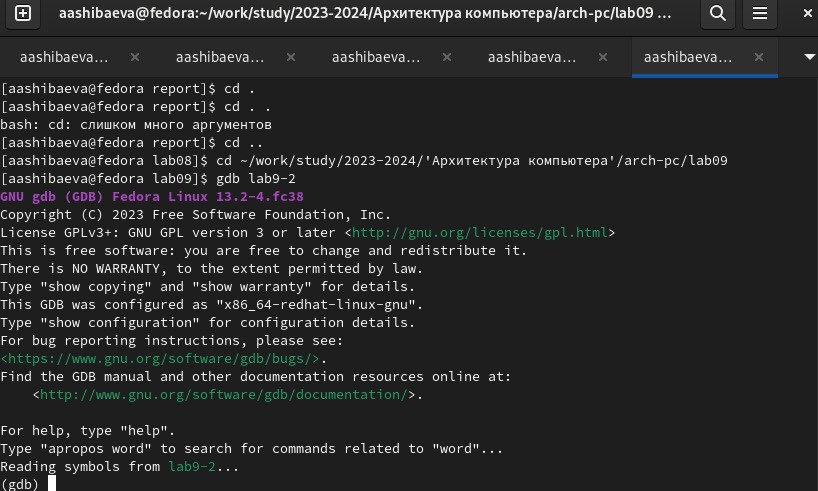 aashibaeva@fedora:~/work/study/2023-2024/Архитектура компьютера/arch-pc/lab09 ...
aashibaeva... × aashibaeva... × aashibaeva... × aashibaeva... × aashibaeva... ×
[aashibaeva@fedora report]$ cd .
[aashibaeva@fedora report]$ cd . .
bash: cd: слишком много аргументов
[aashibaeva@fedora report]$ cd ..
[aashibaeva@fedora lab08]$ cd ~/work/study/2023-2024/'Архитектура компьютера'/arch-pc/lab09
[aashibaeva@fedora lab09]$ gdb lab9-2
GNU gdb (GDB) Fedora Linux 13.2-4.fc38
Copyright (C) 2023 Free Software Foundation, Inc.
License GPLv3+: GNU GPL version 3 or later <http://gnu.org/licenses/gpl.html>
This is free software: you are free to change and redistribute it.
There is NO WARRANTY, to the extent permitted by law.
Type "show copying" and "show warranty" for details.
This GDB was configured as "x86_64-redhat-linux-gnu".
Type "show configuration" for configuration details.
For bug reporting instructions, please see:
<https://www.gnu.org/software/gdb/bugs/>.
Find the GDB manual and other documentation resources online at:
    <http://www.gnu.org/software/gdb/documentation/>.

For help, type "help".
Type "apropos word" to search for commands related to "word"...
Reading symbols from lab9-2...
(gdb)